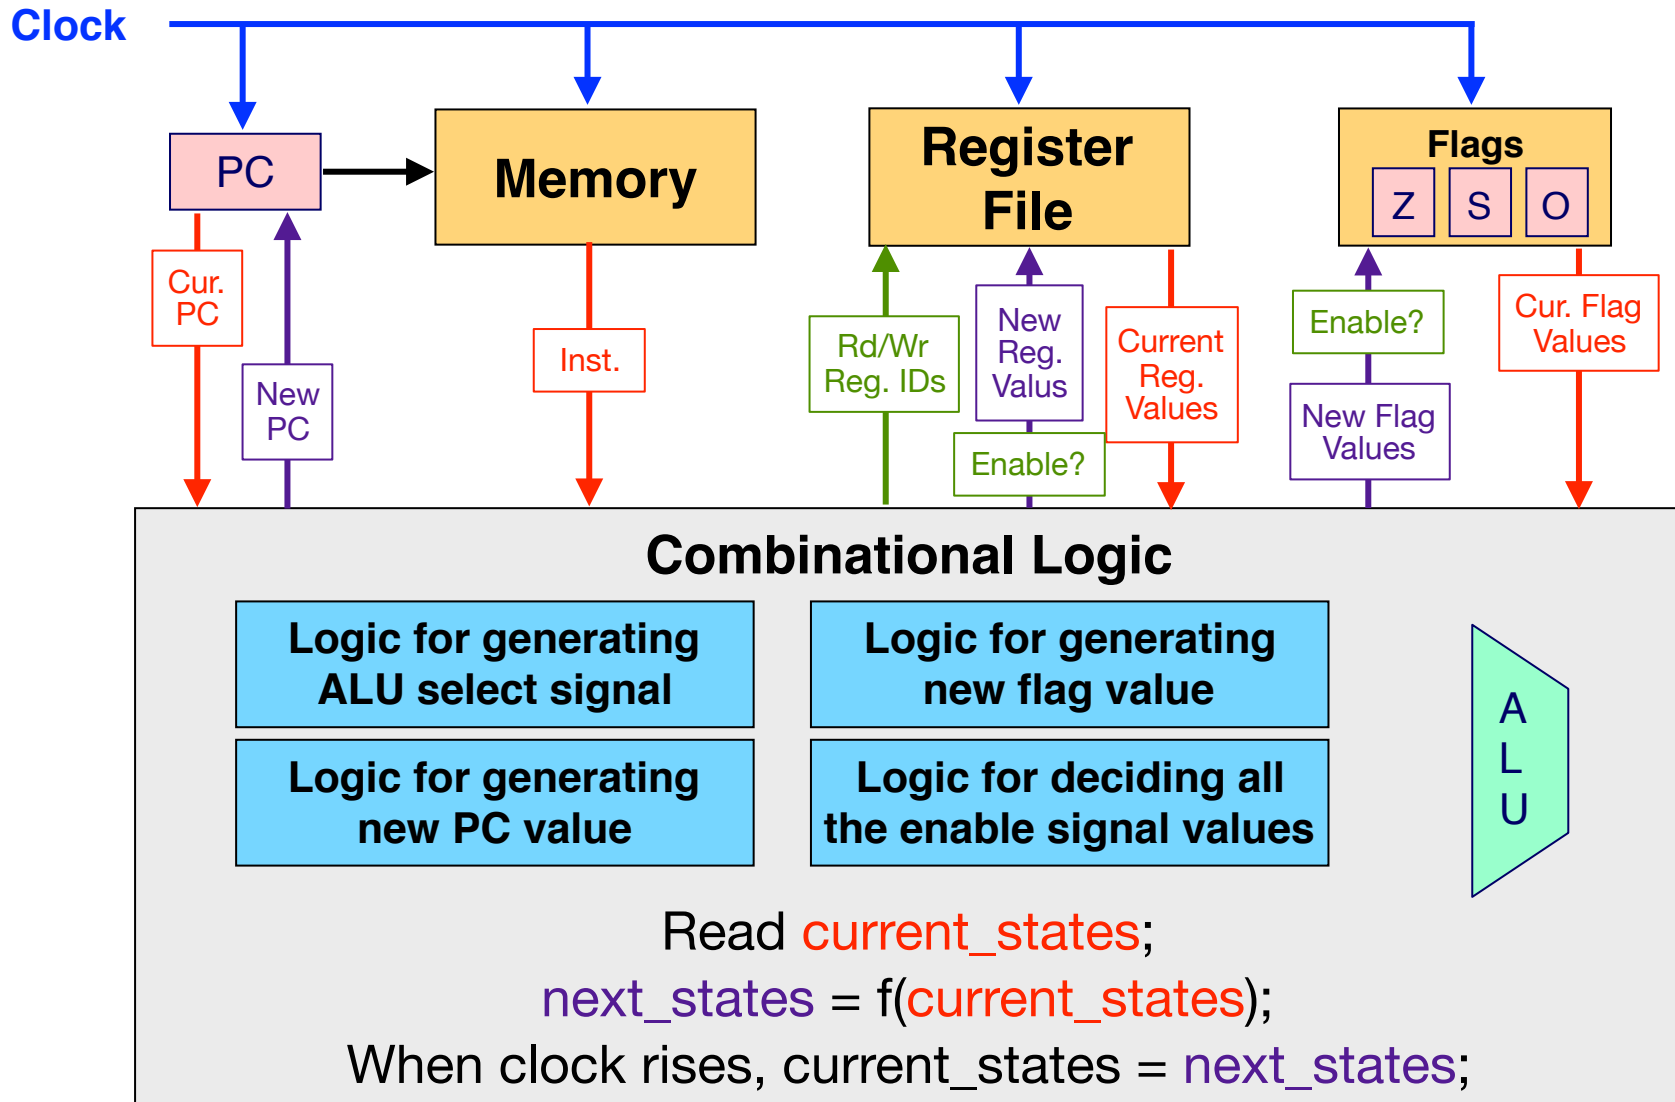 Clock
PC
Memory
Register
File
Flags
Z S O
Cur.
PC
New
PC
Inst.
Rd/Wr
Reg. IDs
New
Reg.
Valus
Enable?
Current
Reg.
Values
Enable?
New Flag
Values
Cur. Flag
Values
Combinational Logic
Logic for generating
ALU select signal
Logic for generating
new flag value
Logic for generating
new PC value
Logic for deciding all
the enable signal values
A
L
U
Read current_states;
next_states = f(current_states);
When clock rises, current_states = next_states;